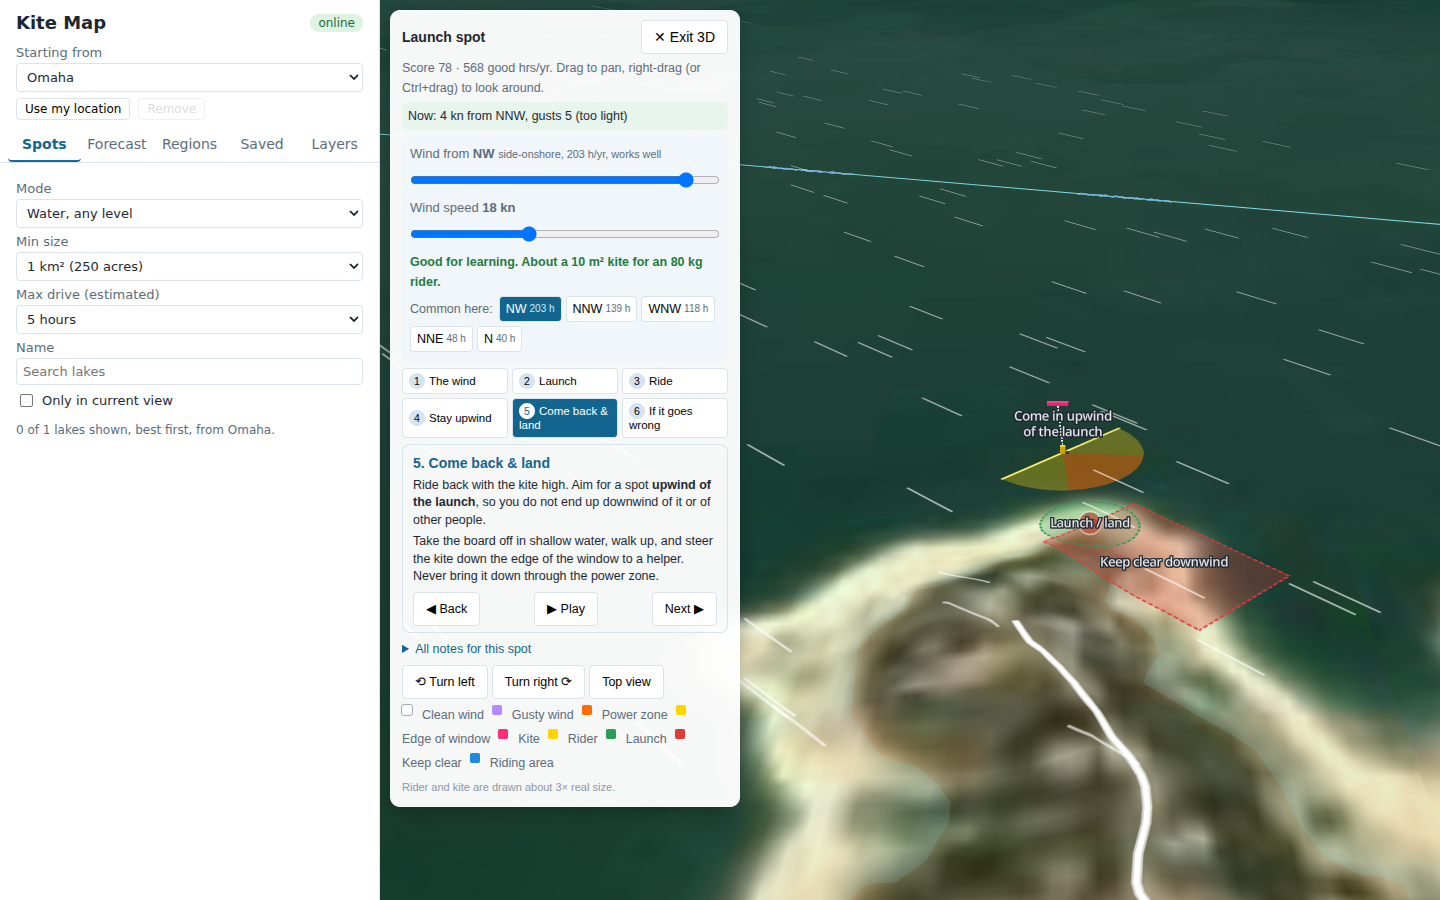 Kite Map
online
Starting from
Omaha
Use my location
Remove
Spots
Forecast
Regions
Saved
Layers
Mode
Water, any level
Min size
1 km² (250 acres)
Max drive (estimated)
5 hours
Name
Search lakes
Only in current view
0 of 1 lakes shown, best first, from Omaha.
Launch spot
✕ Exit 3D
Score 78 · 568 good hrs/yr. Drag to pan, right-drag (or
Ctrl+drag) to look around.
Now: 4 kn from NNW, gusts 5 (too light)
Wind from NW side-onshore, 203 h/yr, works well
Wind speed 18 kn
Good for learning. About a 10 m² kite for an 80 kg
rider.
Common here: NW 203 h NNW 139 h WNW 118 h
NNE 48 h N 40 h
1 The wind
2 Launch
3 Ride
4 Stay upwind
5 Come back &
land
6 If it goes
wrong
5. Come back & land
Ride back with the kite high. Aim for a spot upwind of
the launch, so you do not end up downwind of it or of
other people.
Take the board off in shallow water, walk up, and steer
the kite down the edge of the window to a helper.
Never bring it down through the power zone.
◀ Back
▶ Play
Next ▶
▶ All notes for this spot
⟲ Turn left
Turn right ⟳
Top view
Clean wind Gusty wind Power zone
Edge of window Kite Rider Launch
Keep clear Riding area
Rider and kite are drawn about 3× real size.
Come in upwind
of the launch
Launch / land
Keep clear downwind